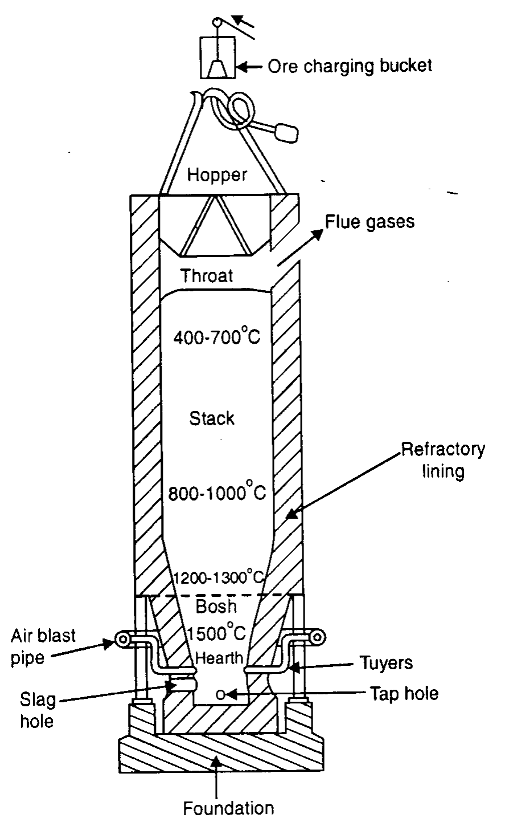 Ore charging bucket
Hopper
Flue gases
Throat
400-700°C
Stack
Refractory
lining
800-1000°C
1200-1300°C
Bosh
1500°C
Air blast
pipe
Hearth
Tuyers
Slag
hole
Tap hole
Foundation